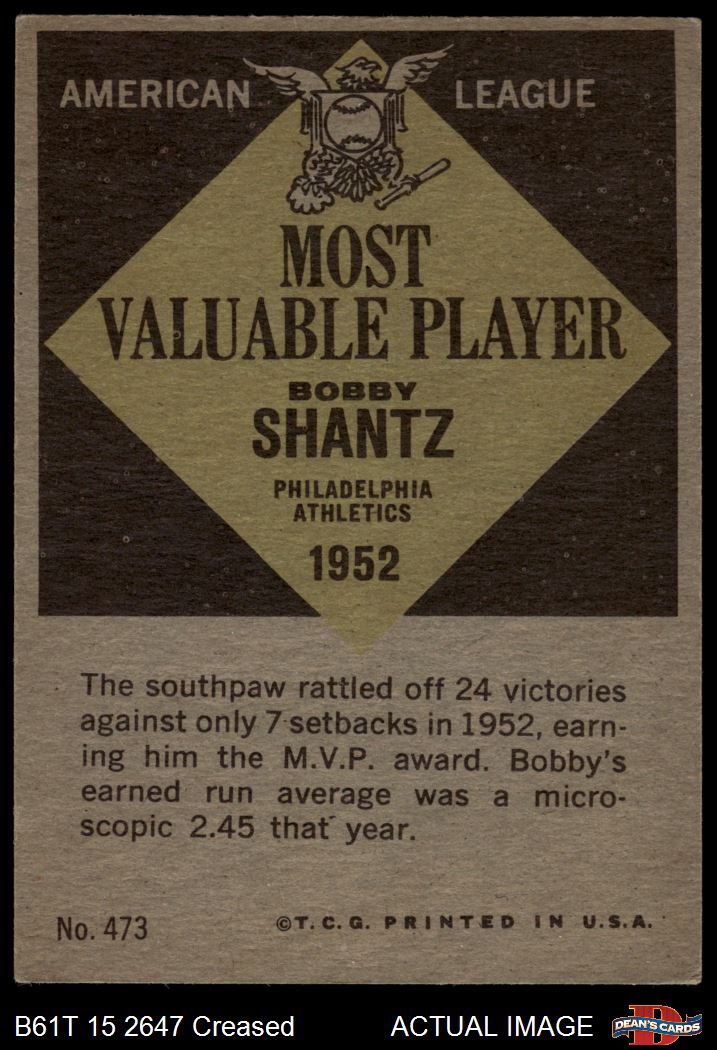 AMERICAN LEAGUE
MOST
VALUABLE PLAYER
BOBBY
SHANTZ
PHILADELPHIA
ATHLETICS
1952
The southpaw rattled off 24 victories
against only 7 setbacks in 1952, earn-
ing him the M.V.P. award. Bobby's
earned run average was a micro-
scopic 2.45 that year.
No. 473 ©T.C.G. PRINTED IN U.S.A.
B61T 15 2647 Creased ACTUAL IMAGE DEAN'S CARDS